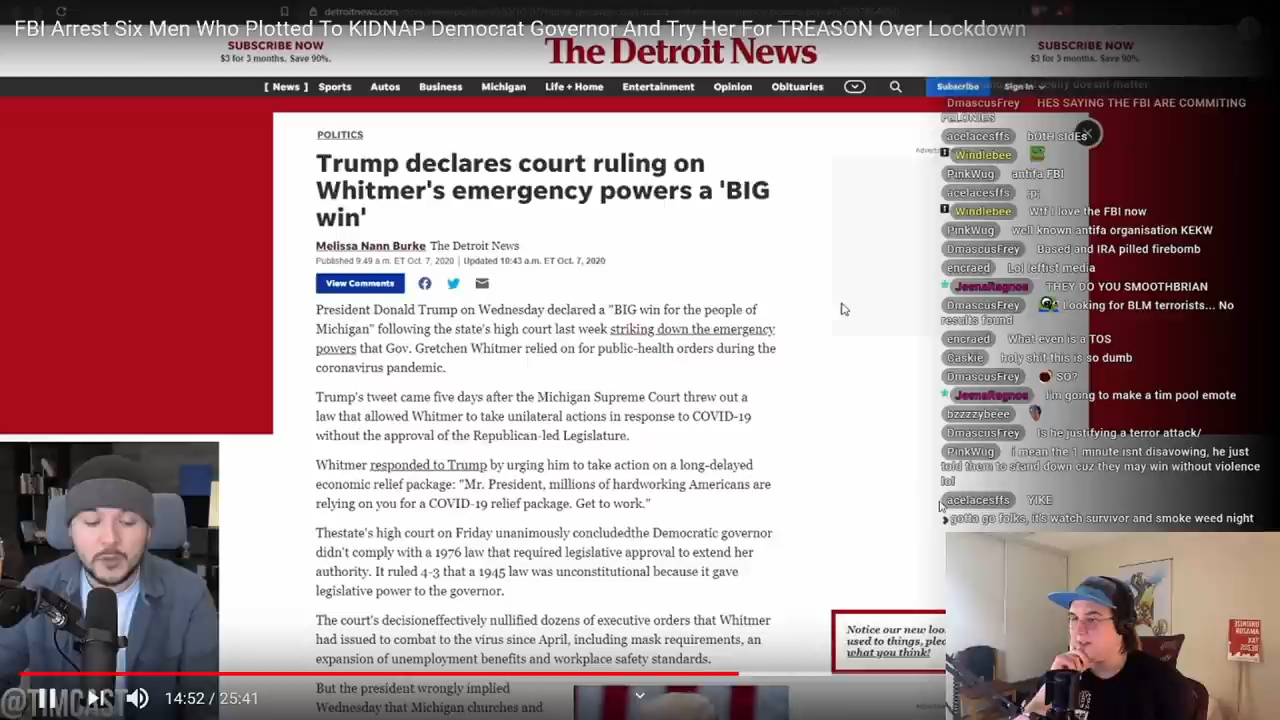 detroitnews.com
FBI Arrest Six Men Who Plotted To KIDNAP Democrat Governor And Try Her For TREASON Over Lockdown
SUBSCRIBE NOW
$3 for 3 months. Save 90%.
The Detroit News
SUBSCRIBE NOW
$3 for 3 months. Save 90%.
[ News ] Sports Autos Business Michigan Life + Home Entertainment Opinion Obituaries Subscribe Sign In
POLITICS
Trump declares court ruling on
Whitmer's emergency powers a 'BIG
win'
Melissa Nann Burke The Detroit News
Published 9:49 a.m. ET Oct. 7, 2020 | Updated 10:43 a.m. ET Oct. 7, 2020
View Comments
President Donald Trump on Wednesday declared a "BIG win for the people of
Michigan" following the state's high court last week striking down the emergency
powers that Gov. Gretchen Whitmer relied on for public-health orders during the
coronavirus pandemic.
Trump's tweet came five days after the Michigan Supreme Court threw out a
law that allowed Whitmer to take unilateral actions in response to COVID-19
without the approval of the Republican-led Legislature.
Whitmer responded to Trump by urging him to take action on a long-delayed
economic relief package: "Mr. President, millions of hardworking Americans are
relying on you for a COVID-19 relief package. Get to work."
Thestate's high court on Friday unanimously concludedthe Democratic governor
didn't comply with a 1976 law that required legislative approval to extend her
authority. It ruled 4-3 that a 1945 law was unconstitutional because it gave
legislative power to the governor.
The court's decisioneffectively nullified dozens of executive orders that Whitmer
had issued to combat to the virus since April, including mask requirements, an
expansion of unemployment benefits and workplace safety standards.
But the president wrongly implied
Wednesday that Michigan churches and
Notice our new loo
used to things, plea
what you think!
really doesnt matter
DmascusFrey HES SAYING THE FBI ARE COMMITING
FELONIES
acelacesffs bOtH sIdEs
Windlebee
PinkWug antifa FBI
acelacesffs :p;
Windlebee Wtf I love the FBI now
PinkWug well known antifa organisation KEKW
DmascusFrey Based and IRA pilled firebomb
encraed Lol leftist media
JeenaRagnos THEY DO YOU SMOOTHBRIAN
DmascusFrey Looking for BLM terrorists... No
results found
encraed What even is a TOS
Caskie holy shit this is so dumb
DmascusFrey SO?
JeenaRagnos I'm going to make a tim pool emote
bzzzzybeee
DmascusFrey Is he justifying a terror attack/
PinkWug i mean the 1 minute isnt disavowing, he just
told them to stand down cuz they may win without violence
lol
acelacesffs YIKE
gotta go folks, it's watch survivor and smoke weed night
@TIMCAST
14:52 / 25:41